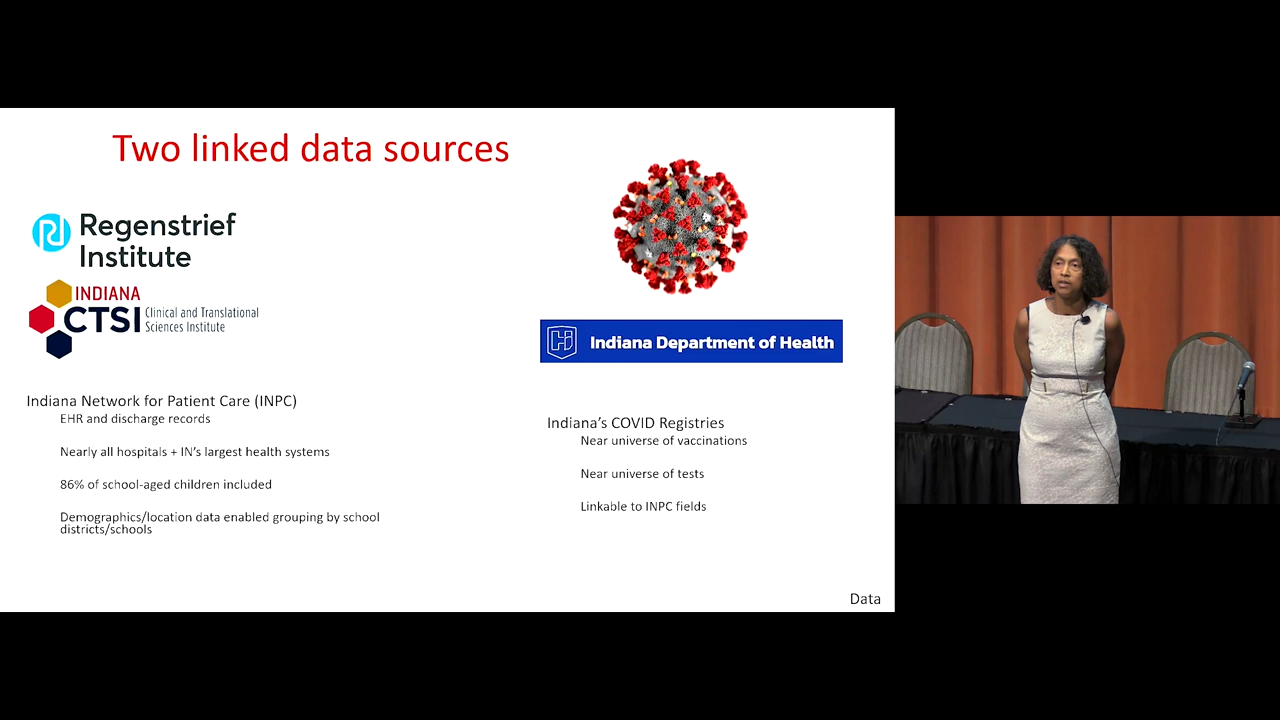 Two linked data sources
Regenstrief
Institute
INDIANA
CTSI
Clinical and Translational
Sciences Institute
Indiana Network for Patient Care (INPC)
EHR and discharge records
Nearly all hospitals + IN's largest health systems
86% of school-aged children included
Demographics/location data enabled grouping by school
districts/schools
Indiana Department of Health
Indiana’s COVID Registries
Near universe of vaccinations
Near universe of tests
Linkable to INPC fields
Data